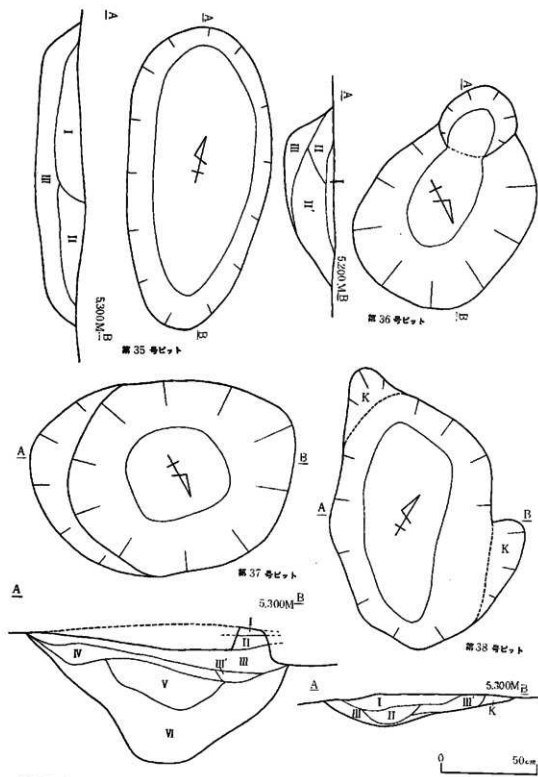 A
A
I
II
III
5.300M B
B
第 35 号ピット
A
A
I
II
III
II'
5.200M B
B
第 36 号ピット
A
B
第 37 号ピット
K
A
B
K
第 38 号ピット
A
5.300M B
I
II
III
III'
IV
V
VI
A
5.300M B
I
II
III
III'
K
0 50cm